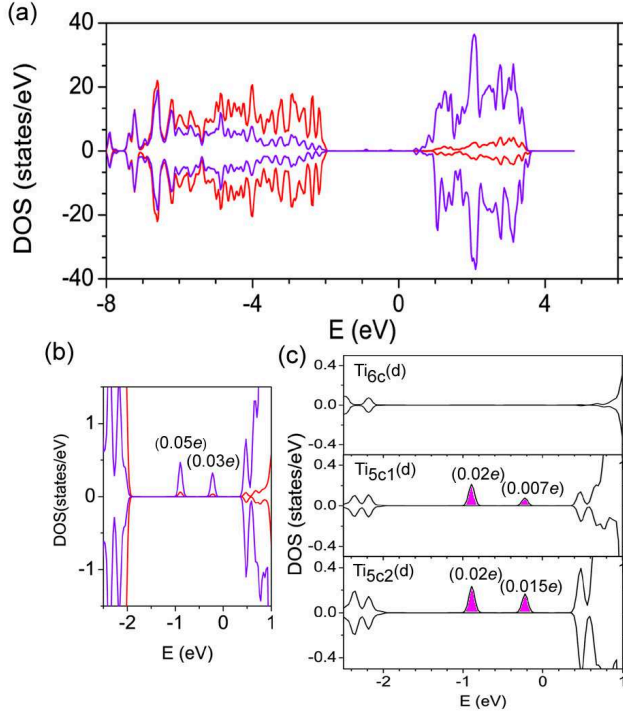 (a)
DOS (states/eV)
40
20
0
-20
-40
-8
-4
0
4
E (eV)
(b)
DOS(states/eV)
1
0
-1
(0.05e)
(0.03e)
-2
-1
0
1
E (eV)
(c)
DOS (states/eV)
0.4
0.0
-0.4
Ti6c(d)
0.4
0.0
-0.4
Ti5c1(d)
(0.02e)
(0.007e)
0.4
0.0
-0.4
Ti5c2(d)
(0.02e)
(0.015e)
-2
-1
0
1
E (eV)